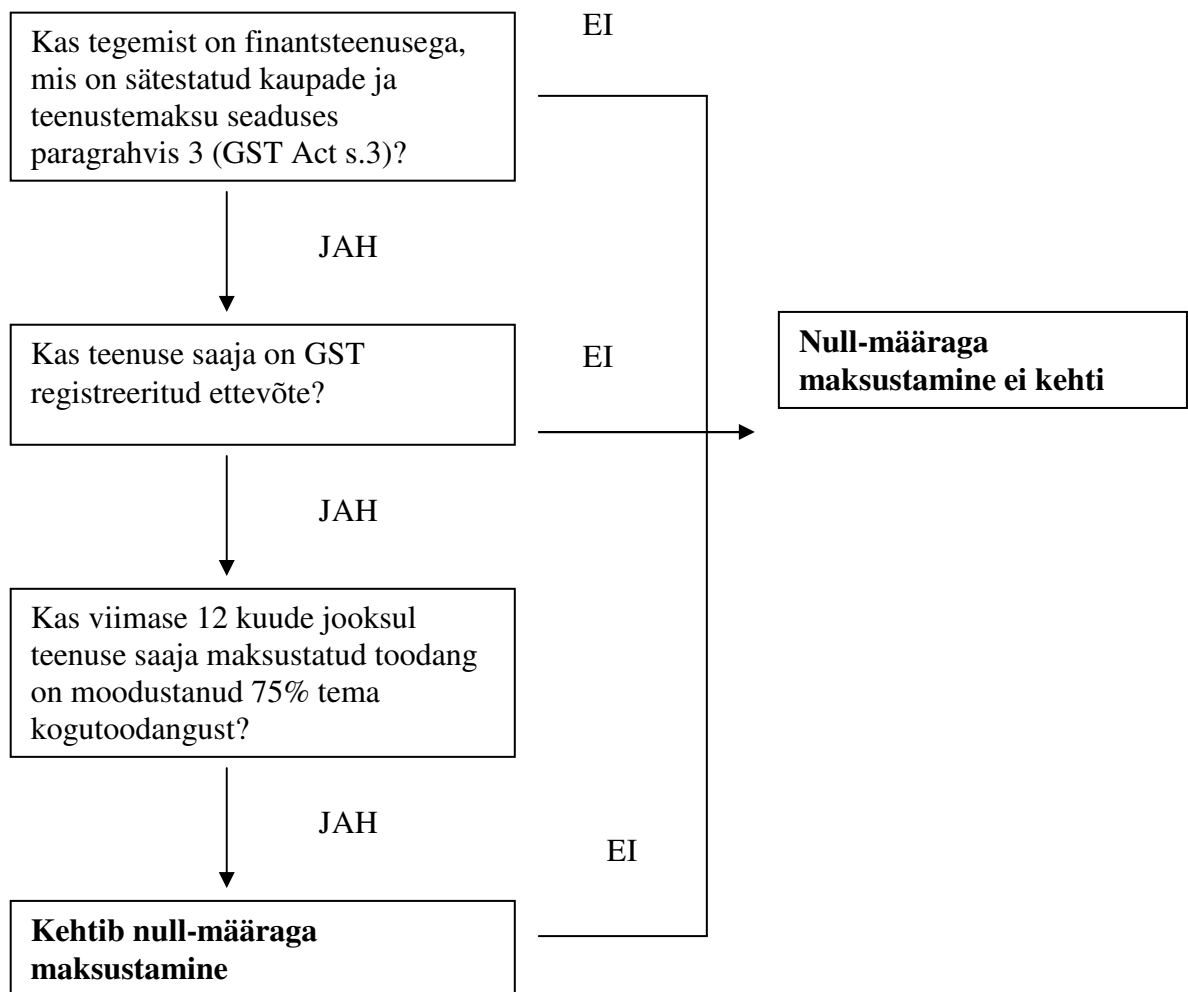 Kas tegemist on finantsteenusega,
mis on sätestatud kaupade ja
teenustemaksu seaduses
paragrahvis 3 (GST Act s.3)?
EI
JAH
Kas teenuse saaja on GST
registreeritud ettevõte?
EI
Null-määraga
maksustamine ei kehti
JAH
Kas viimase 12 kuude jooksul
teenuse saaja maksustatud toodang
on moodustanud 75% tema
kogutoodangust?
JAH
EI
Kehtib null-määraga
maksustamine